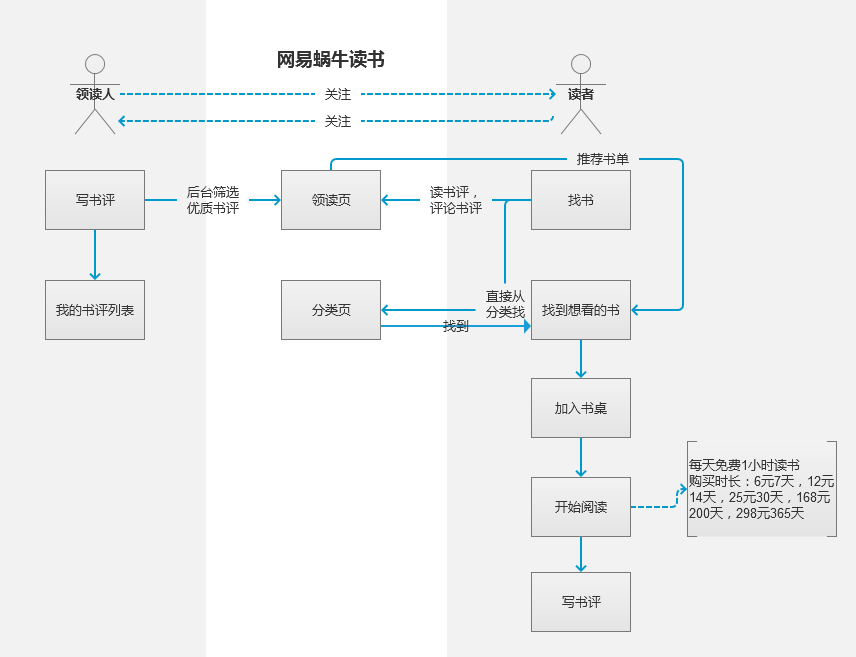 网易蜗牛读书
领读人
关注
读者
关注
推荐书单
写书评
后台筛选
优质书评
领读页
读书评，
评论书评
找书
我的书评列表
分类页
直接从
分类找
找到想看的书
找到
加入书桌
每天免费1小时读书
购买时长：6元7天，12元
14天，25元30天，168元
200天，298元365天
开始阅读
写书评